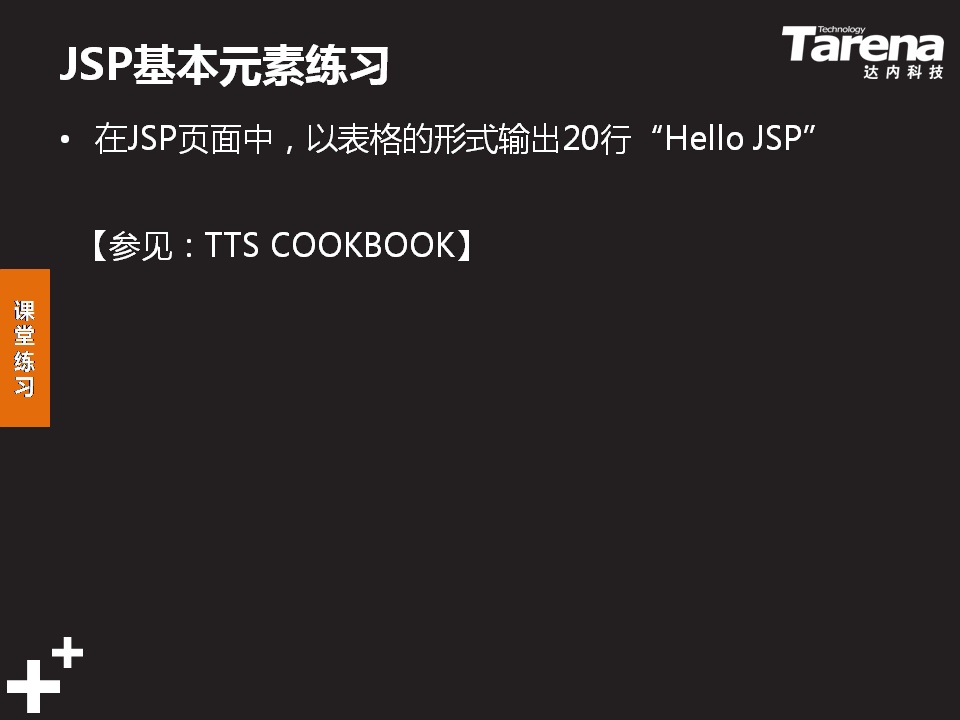 JSP基本元素练习
Technology
Tarena
达内科技
• 在JSP页面中，以表格的形式输出20行“Hello JSP”
【参见：TTS COOKBOOK】
课
堂
练
习